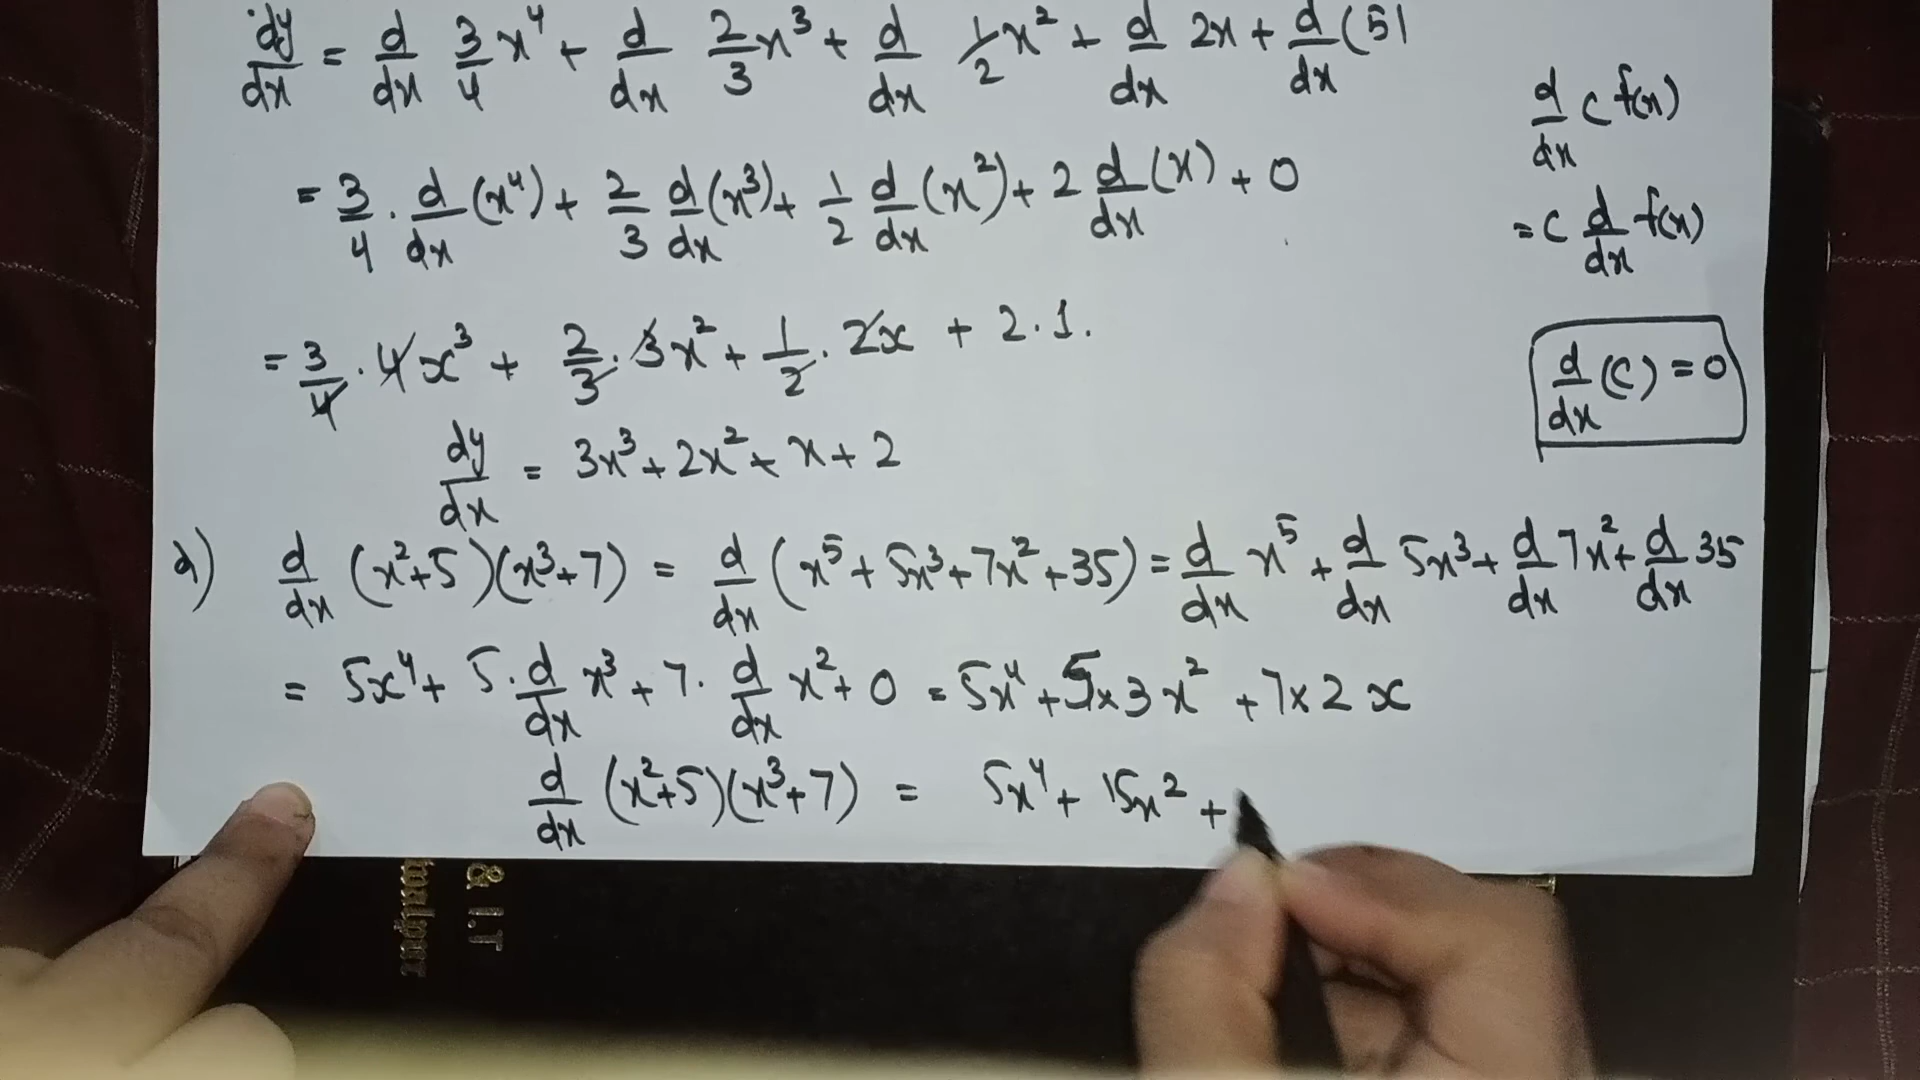 dy/dx = d/dx 3/4 x⁴ + d/dx 2/3 x³ + d/dx 1/2 x² + d/dx 2x + d/dx (5)
= 3/4 . d/dx (x⁴) + 2/3 d/dx (x³) + 1/2 d/dx (x²) + 2 d/dx (x) + 0
= 3/4 . 4x³ + 2/3 . 3x² + 1/2 . 2x + 2 . 1 .
dy/dx = 3x³ + 2x² + x + 2
d/dx c f(x)
= c d/dx f(x)
d/dx (c) = 0
d) d/dx (x²+5)(x³+7) = d/dx (x⁵ + 5x³ + 7x² + 35) = d/dx x⁵ + d/dx 5x³ + d/dx 7x² + d/dx 35
= 5x⁴ + 5 . d/dx x³ + 7 . d/dx x² + 0 = 5x⁴ + 5×3x² + 7×2x
d/dx (x²+5)(x³+7) = 5x⁴ + 15x² +
& I.T